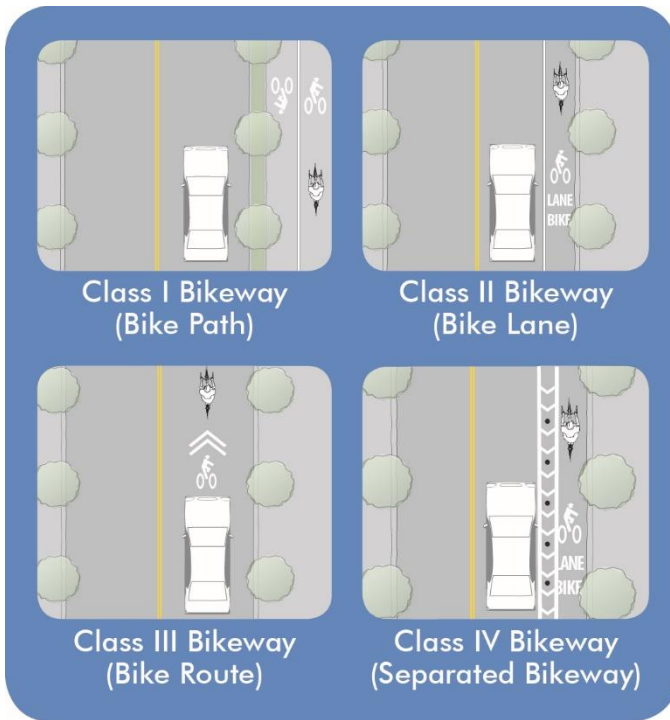 LANE
BIKE
Class I Bikeway
(Bike Path)
Class II Bikeway
(Bike Lane)
LANE
BIKE
Class III Bikeway
(Bike Route)
Class IV Bikeway
(Separated Bikeway)